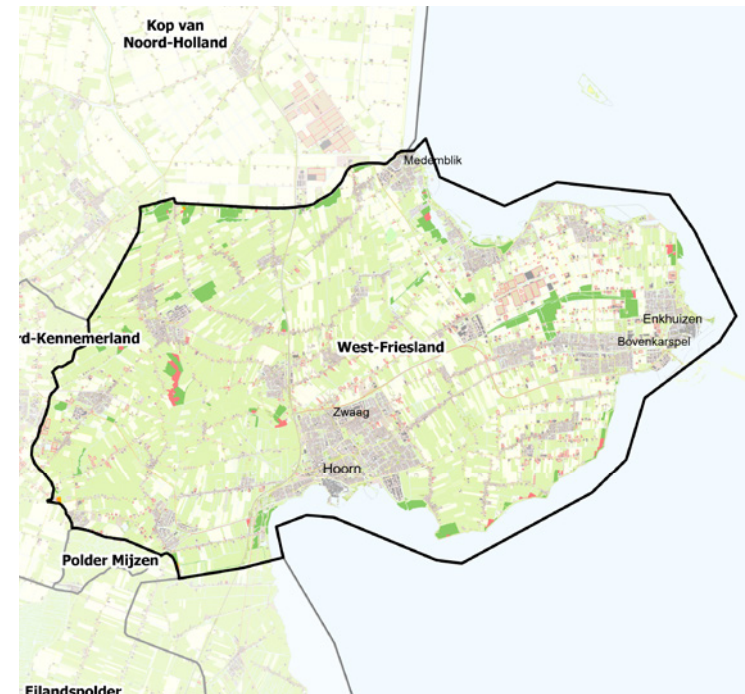 Kop van
Noord-Holland
Medemblik
Enkhuizen
rd-Kennemerland
West-Friesland
Bovenkarspel
Zwaag
Hoorn
Polder Mijzen
Eilandspolder